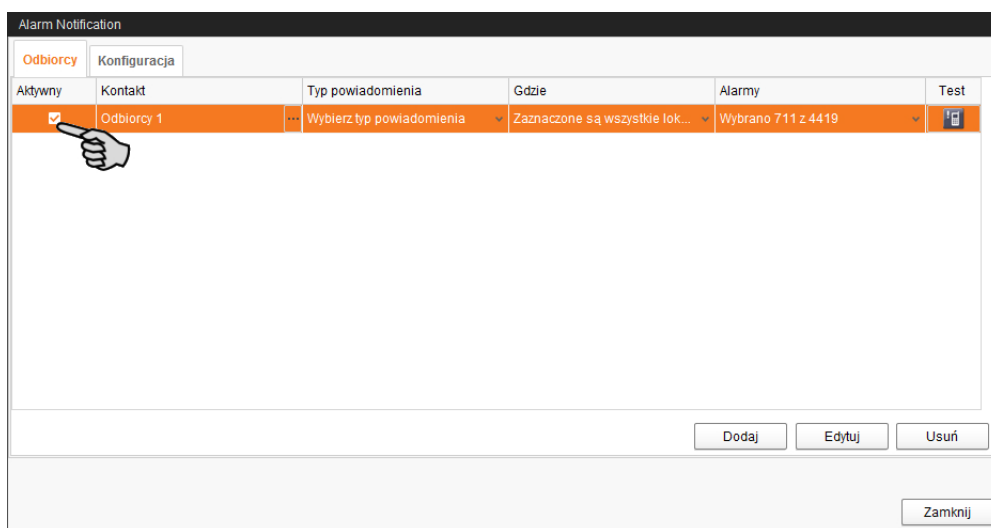 Alarm Notification
Odbiorcy Konfiguracja
Aktywny Kontakt Typ powiadomienia Gdzie Alarmy Test
Odbiorcy 1 ... Wybierz typ powiadomienia Zaznaczone są wszystkie lok... Wybrano 711 z 4419
Dodaj Edytuj Usuń
Zamknij